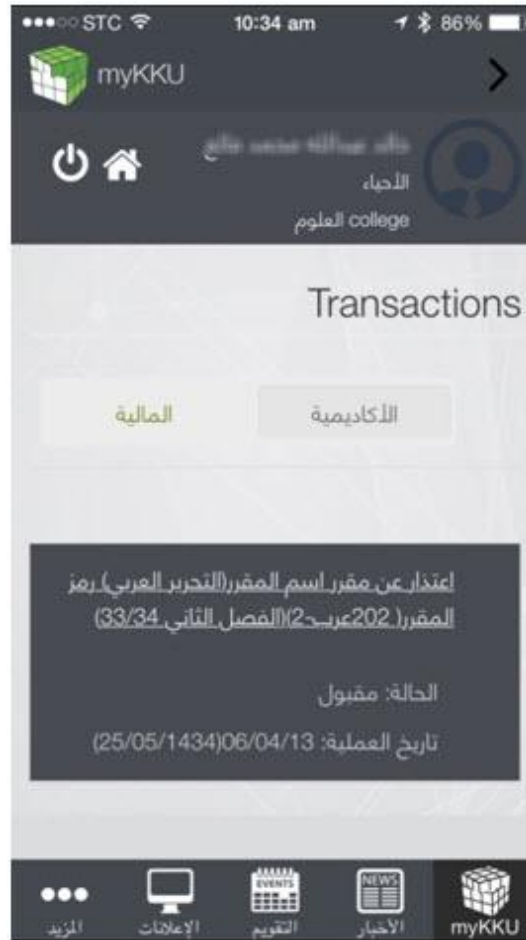 STC 10:34 am 86%
myKKU
الأحياء
college العلوم
Transactions
الأكاديمية
المالية
اعتذار عن مقرر اسم المقرر(التحرير العربي) رمز
المقرر( 202عرب-2)(الفصل الثاني 33/34)
الحالة: مقبول
تاريخ العملية: 06/04/13(25/05/1434)
EVENTS
NEWS
myKKU
الأخبار
التقويم
الإعلانات
المزيد